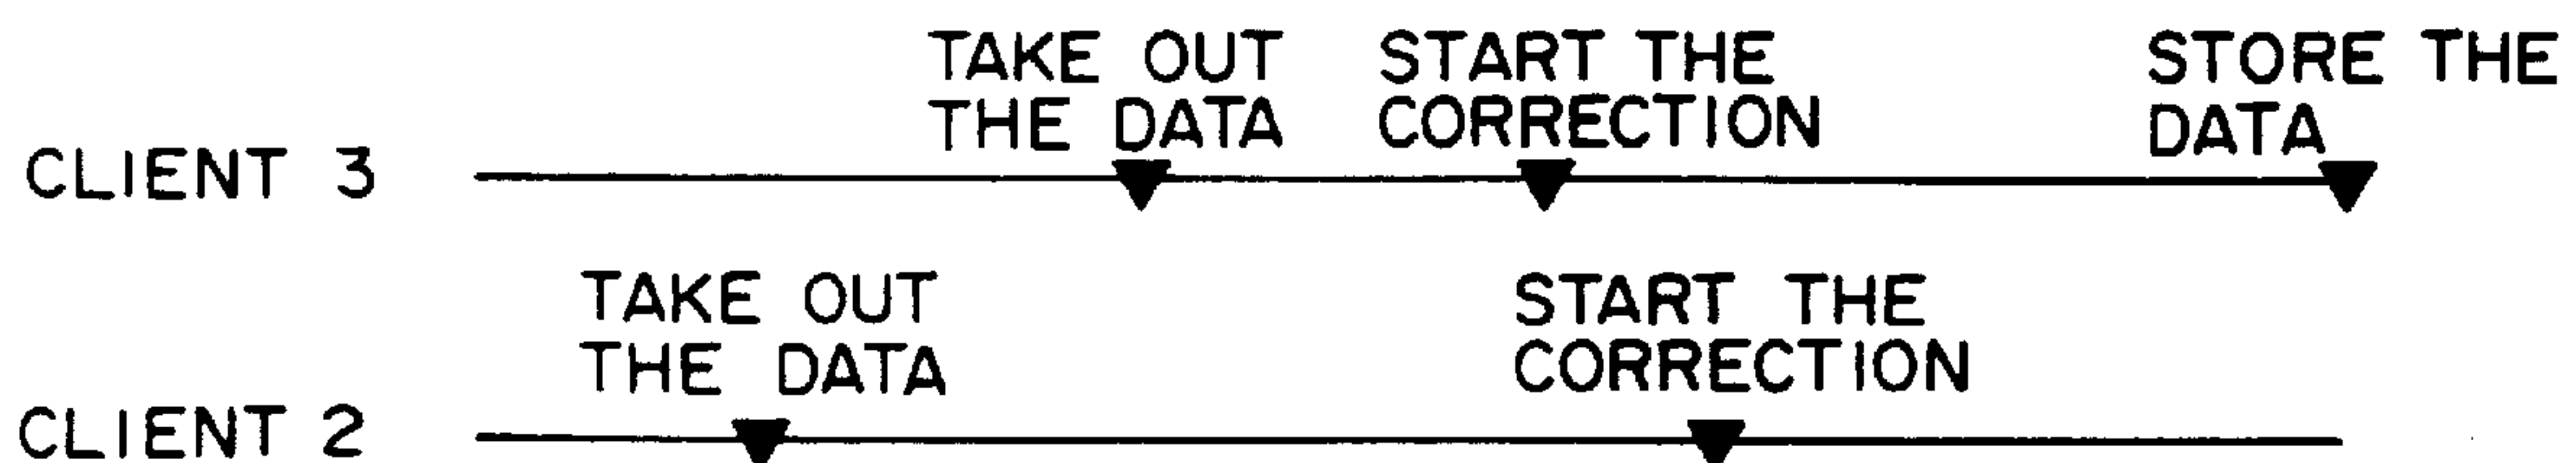 TAKE OUT START THE STORE THE
THE DATA CORRECTION DATA
CLIENT 3
TAKE OUT START THE
THE DATA CORRECTION
CLIENT 2